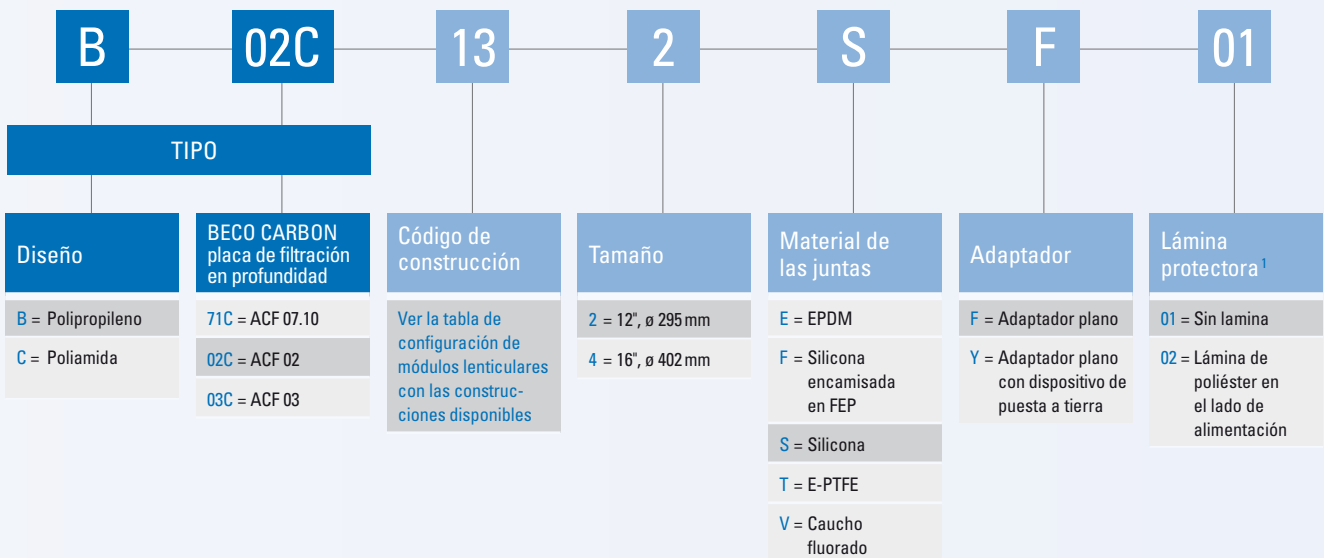 B
02C
13
2
S
F
01
TIPO
Diseño
B = Polipropileno
C = Poliamida
BECO CARBON
placa de filtración
en profundidad
71C = ACF 07.10
02C = ACF 02
03C = ACF 03
Código de
construcción
Ver la tabla de
configuración de
módulos lenticulares
con las construc-
ciones disponibles
Tamaño
2 = 12", ø 295 mm
4 = 16", ø 402 mm
Material de
las juntas
E = EPDM
F = Silicona
encamisada
en FEP
S = Silicona
T = E-PTFE
V = Caucho
fluorado
Adaptador
F = Adaptador plano
Y = Adaptador plano
con dispositivo de
puesta a tierra
Lámina
protectora 1
01 = Sin lamina
02 = Lámina de
poliéster en
el lado de
alimentación